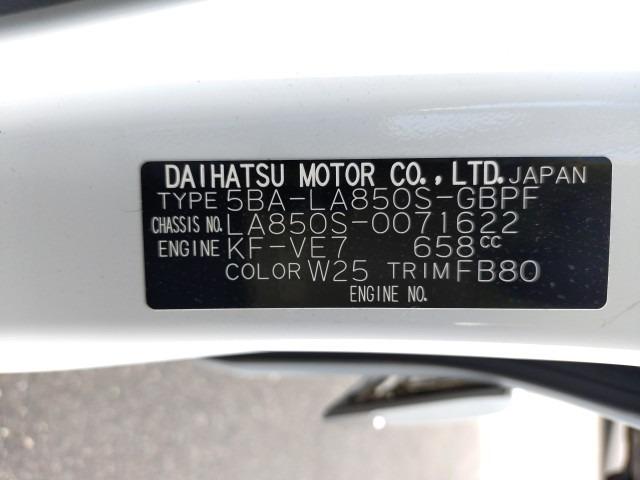 DAIHATSU MOTOR CO., LTD. JAPAN
TYPE 5BA-LA850S-GBPF
CHASSIS NO. LA850S-0071622
ENGINE KF-VE7 658cc
COLOR W25 TRIM FB80
ENGINE NO.